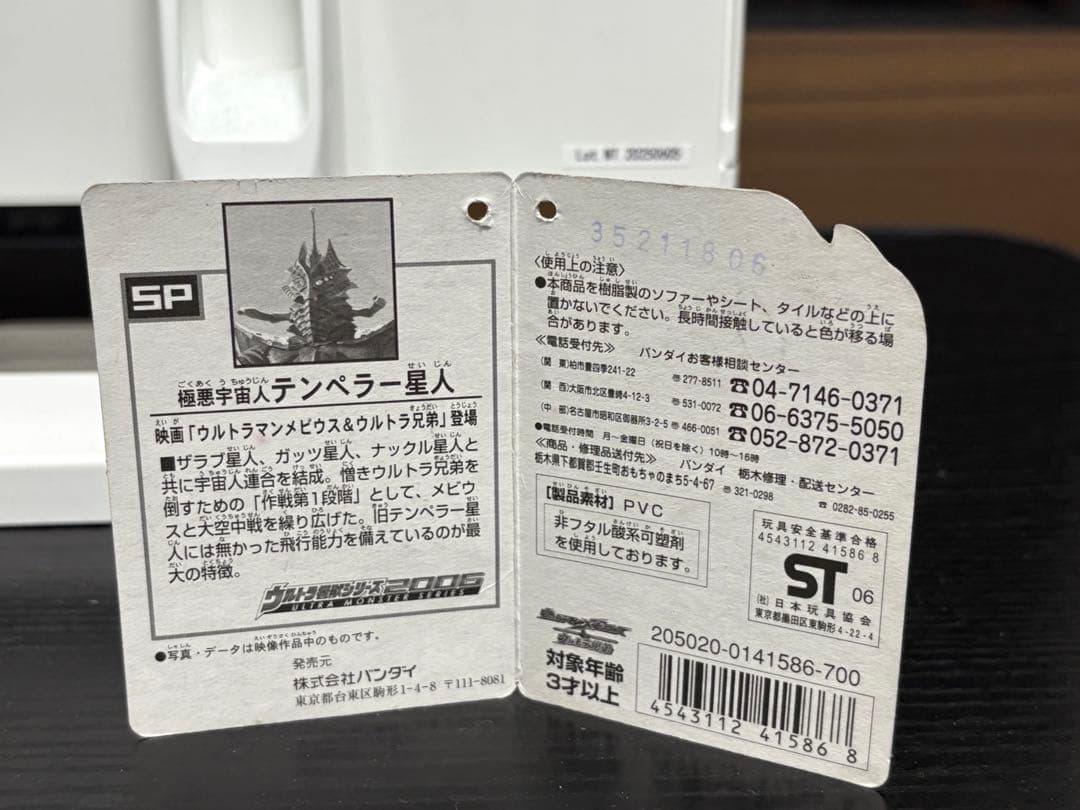 SP
極悪宇宙人テンペラー星人
ごくあく うちゅうじん せいじん
映画「ウルトラマンメビウス&ウルトラ兄弟」登場
■ザラブ星人、ガッツ星人、ナックル星人と
共に宇宙人連合を結成。憎きウルトラ兄弟を
倒すための「作戦第1段階」として、メビウ
スと大空中戦を繰り広げた。旧テンペラー星
人には無かった飛行能力を備えているのが最
大の特徴。
ウルトラ怪獣シリーズ2006
ULTRA MONSTER SERIES
●写真・データは映像作品中のものです。
発売元
株式会社バンダイ
東京都台東区駒形1-4-8 〒111-8081
35211806
〈使用上の注意〉
●本商品を樹脂製のソファーやシート、タイルなどの上に
置かないでください。長時間接触していると色が移る場
合があります。
≪電話受付先≫ バンダイお客様相談センター
(関 東)柏市豊四季241-22 〒277-8511 ☎04-7146-0371
(関 西)大阪市北区豊崎4-12-3 〒531-0072 ☎06-6375-5050
(中 部)名古屋市昭和区御器所3-2-5 〒466-0051 ☎052-872-0371
●電話受付時間 月〜金曜日(祝日を除く)10時〜16時
≪商品・修理品送付先≫ バンダイ 栃木修理・配送センター
栃木県下都賀郡壬生町おもちゃのまち5-4-67 〒321-0298
☎ 0282-85-0255
[製品素材] PVC
非フタル酸系可塑剤
を使用しております。
玩具安全基準合格
4543112 41586 8
ST 06
(社)日本玩具協会
東京都墨田区東駒形4-22-4
対象年齢
3才以上
205020-0141586-700
4543112 415868